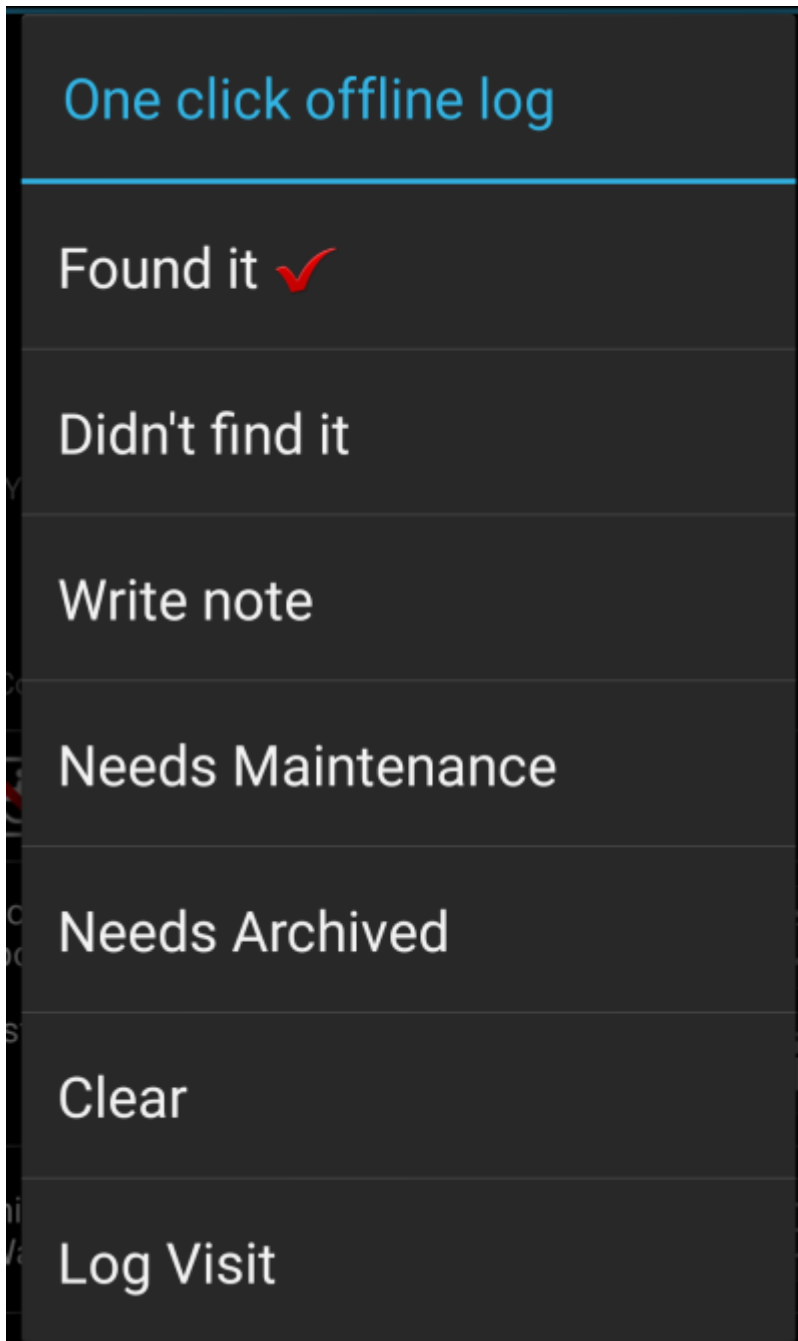 One click offline log
Found it
Didn't find it
Write note
Needs Maintenance
Needs Archived
Clear
Log Visit